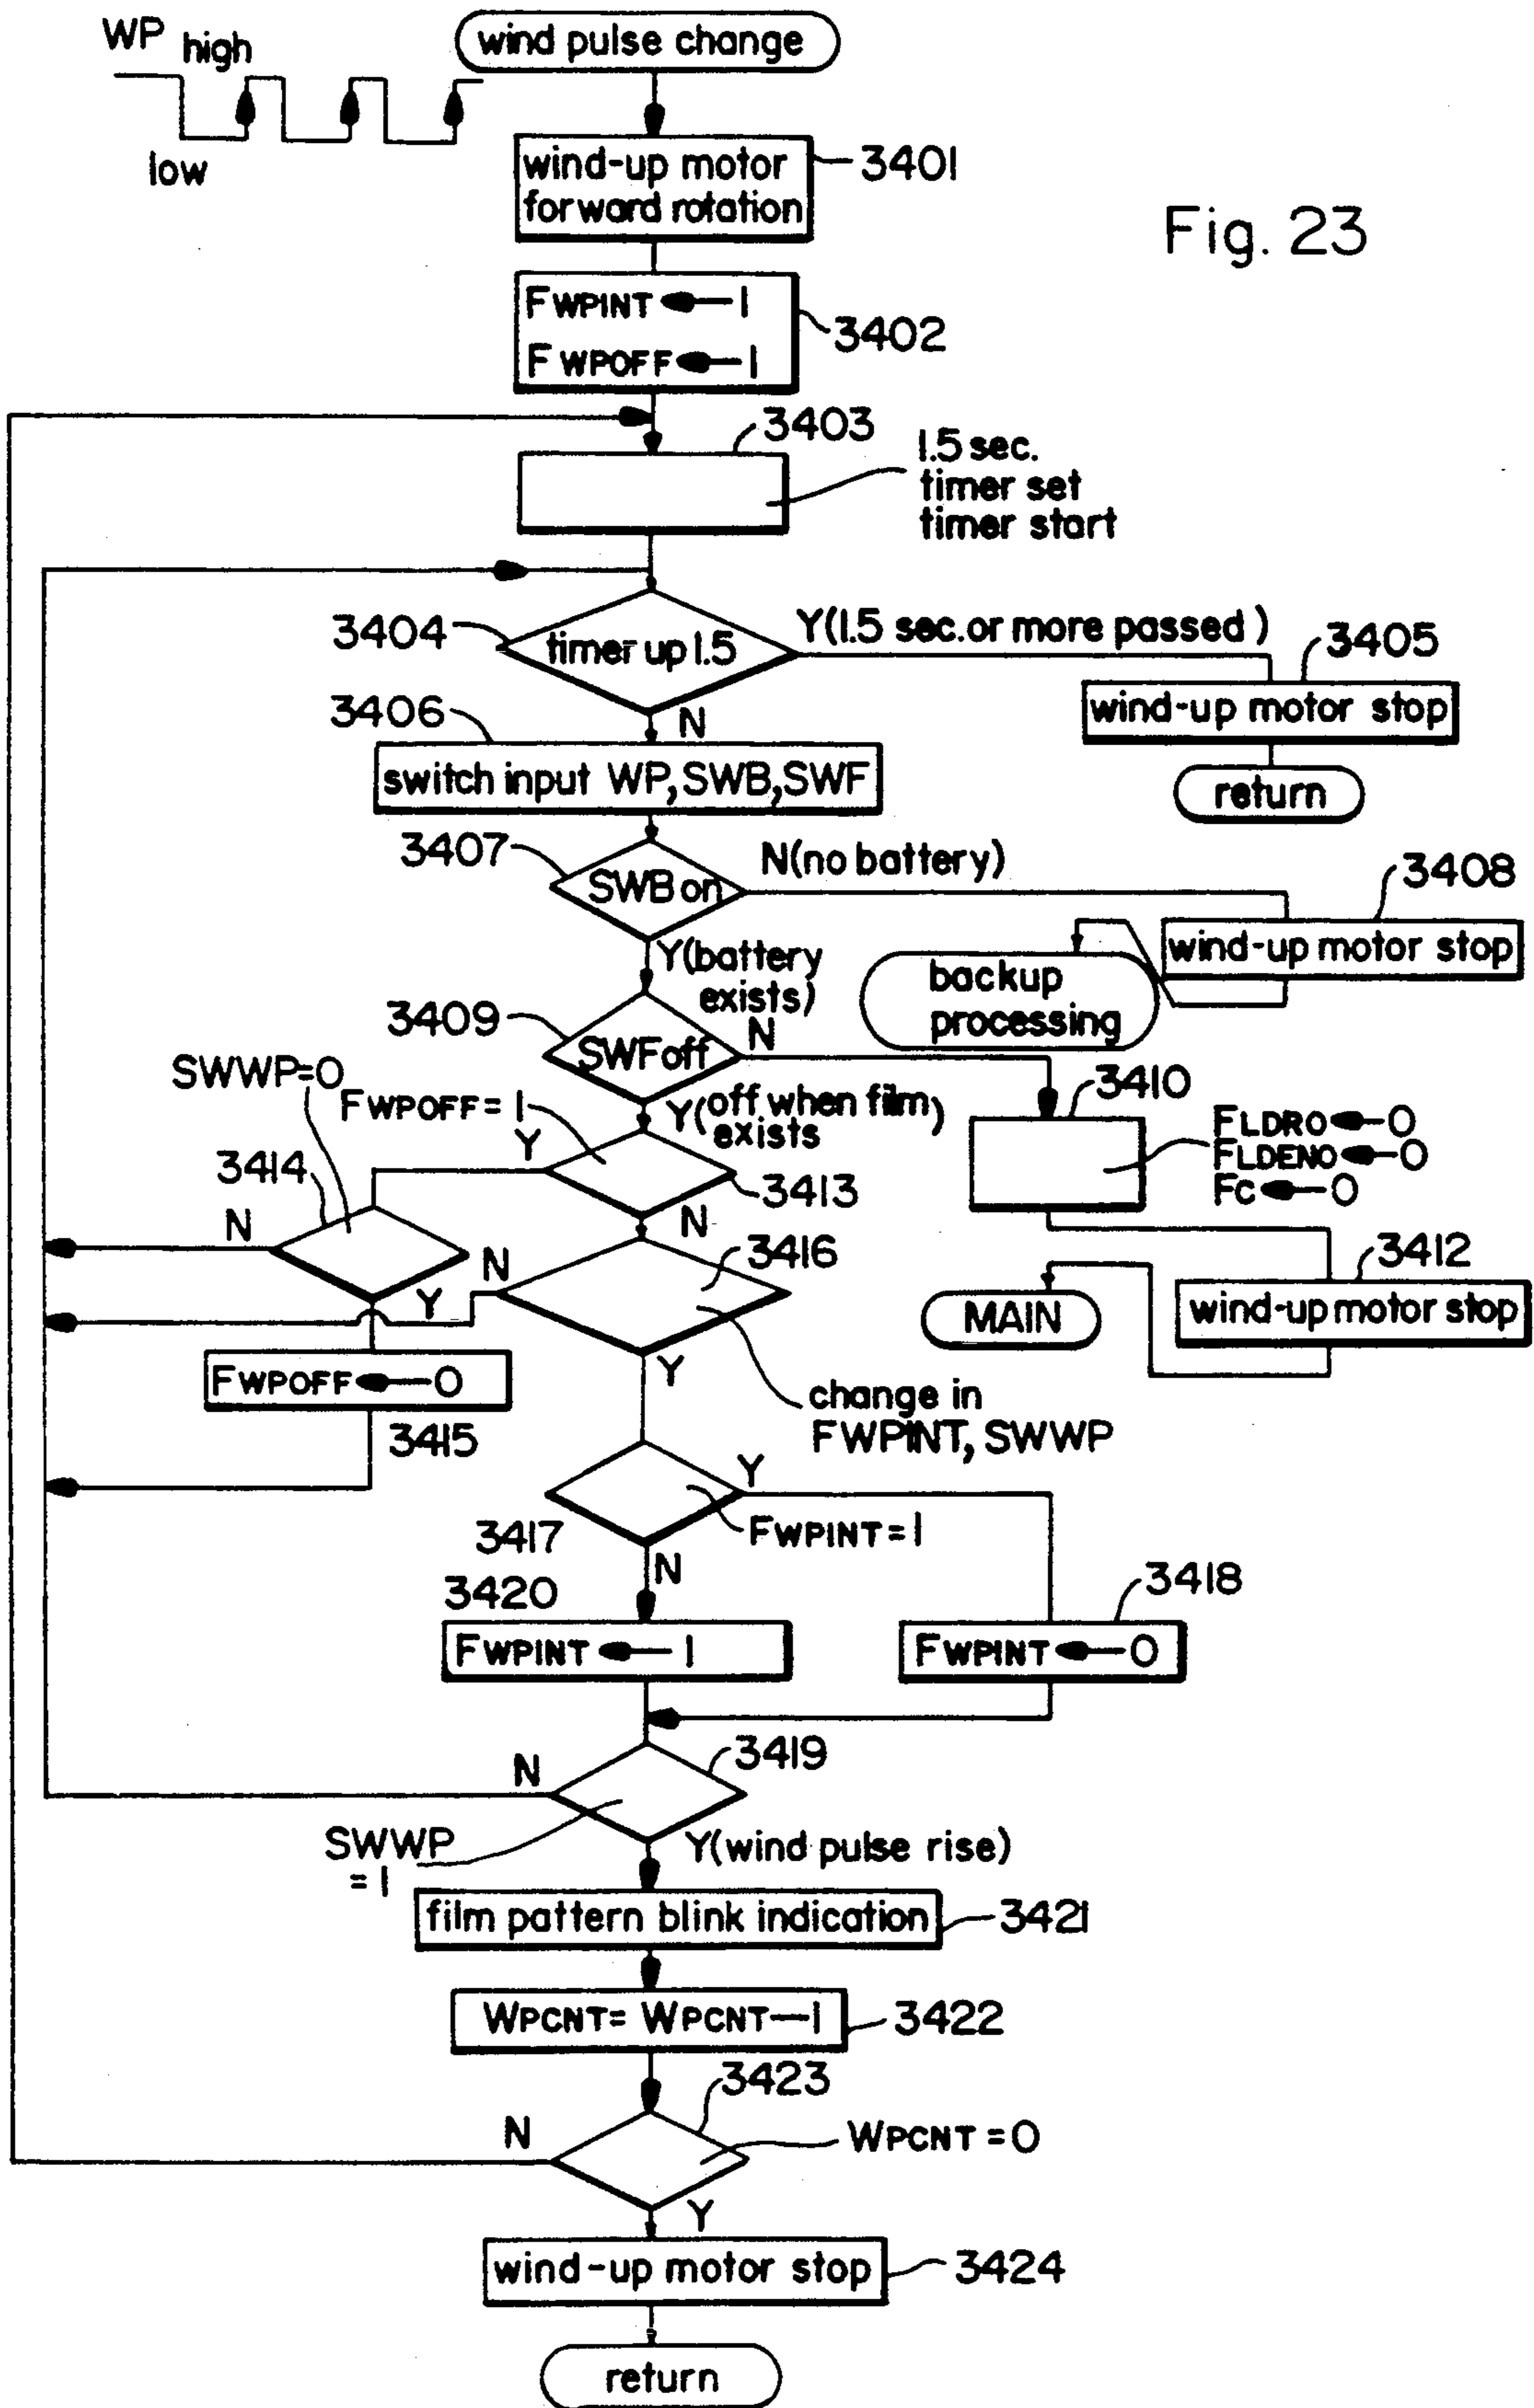 WP high
low
wind pulse change
wind-up motor
forward rotation
3401
Fig. 23
FWPINT ← 1
FWPOFF ← 1
3402
3403
1.5 sec.
timer set
timer start
3404
timer up 1.5
Y(1.5 sec. or more passed)
3405
wind-up motor stop
return
N
3406
switch input WP, SWB, SWF
3407
SWB on
N(no battery)
3408
wind-up motor stop
backup
processing
Y(battery
exists)
3409
SWF off
N
3410
FLDRO ← 0
FLDENO ← 0
FC ← 0
SWWP=0
FWPOFF = 1
Y(off when film
exists)
Y
3413
3414
N
N
N
3416
3412
wind-up motor stop
MAIN
Y
FWPOFF ← 0
3415
Y
change in
FWPINT, SWWP
Y
3417
FWPINT = 1
N
3420
3418
FWPINT ← 1
FWPINT ← 0
N
3419
SWWP
= 1
Y(wind pulse rise)
film pattern blink indication
3421
WPCNT = WPCNT — 1
3422
3423
N
WPCNT = 0
Y
wind-up motor stop
3424
return